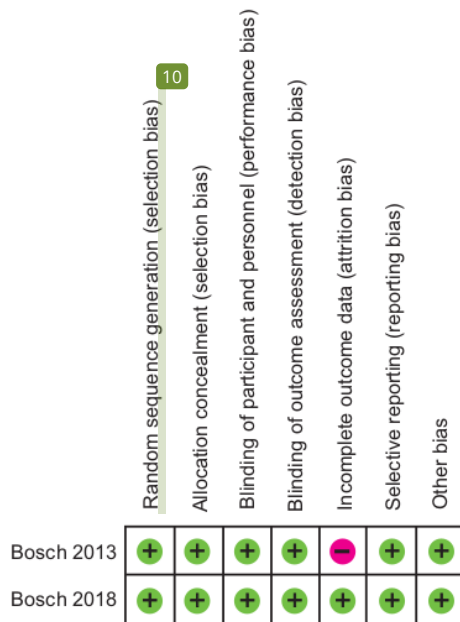 10
Random sequence generation (selection bias)
Allocation concealment (selection bias)
Blinding of participant and personnel (performance bias)
Blinding of outcome assessment (detection bias)
Incomplete outcome data (attrition bias)
Selective reporting (reporting bias)
Other bias
Bosch 2013 + + + + - + +
Bosch 2018 + + + + + + +